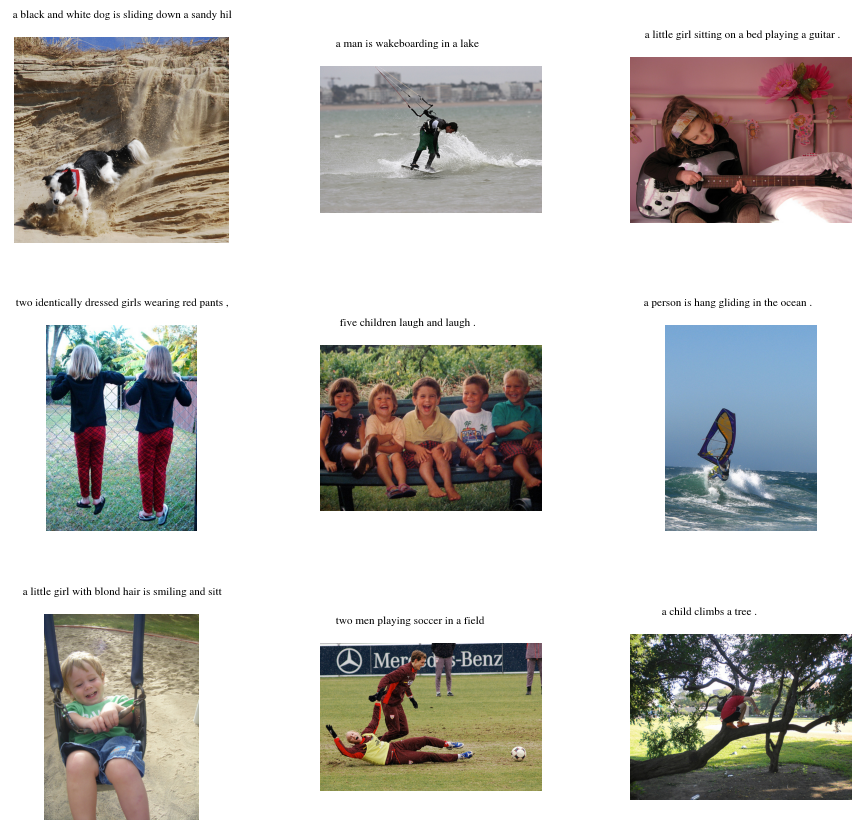 a black and white dog is sliding down a sandy hil
a man is wakeboarding in a lake
a little girl sitting on a bed playing a guitar .
two identically dressed girls wearing red pants ,
five children laugh and laugh .
a person is hang gliding in the ocean .
a little girl with blond hair is smiling and sitt
two men playing soccer in a field
a child climbs a tree .
Mercedes-Benz